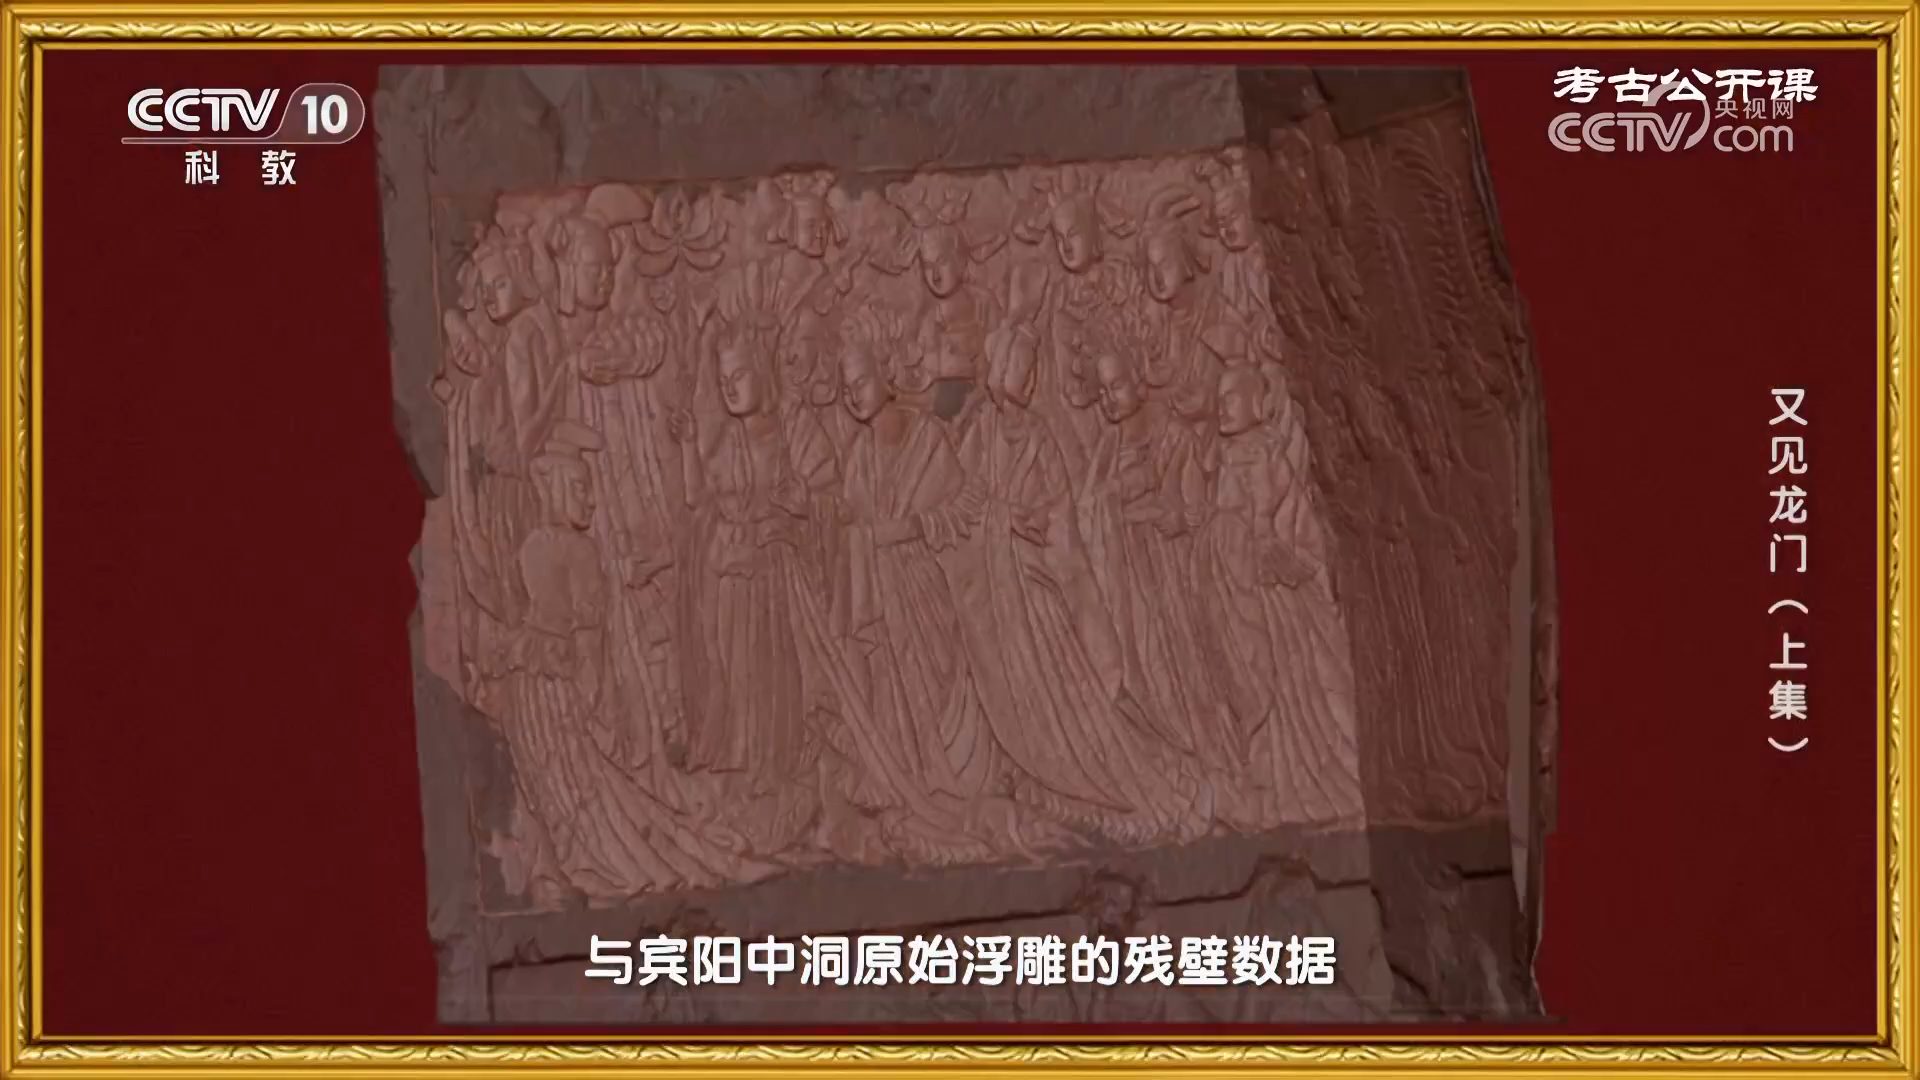 CCTV 10
科 教
考古公开课
央视网
CCTV.com
又见龙门（上集）
与宾阳中洞原始浮雕的残壁数据